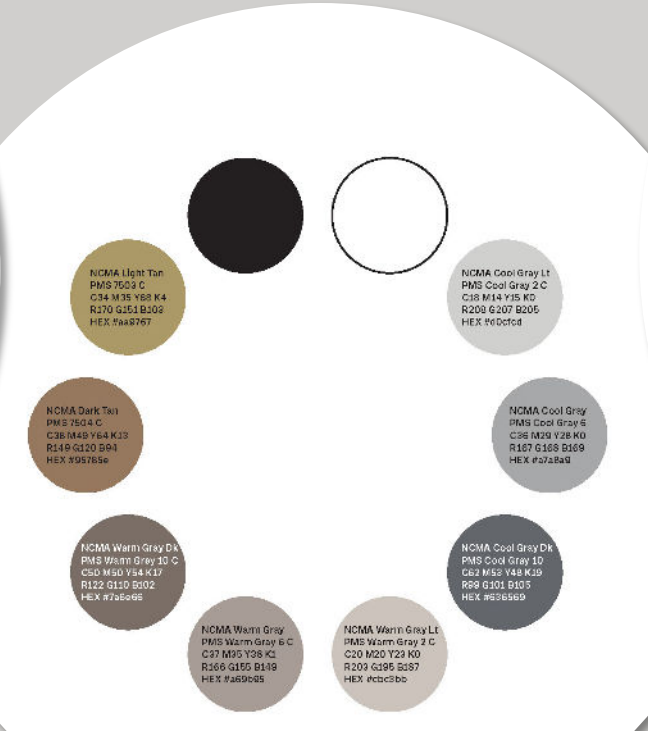 NCMA Light Tan
PMS 7503 C
C34 M35 Y68 K4
R170 G151 B103
HEX #aa9767
NCMA Cool Gray Lt
PMS Cool Gray 2 C
C18 M14 Y15 K0
R208 G207 B205
HEX #d0cfcd
NCMA Dark Tan
PMS 7504 C
C38 M49 Y64 K13
R149 G120 B94
HEX #95785e
NCMA Cool Gray
PMS Cool Gray 6
C36 M29 Y28 K0
R167 G168 B169
HEX #a7a8a9
NCMA Warm Gray Dk
PMS Warm Grey 10 C
C50 M50 Y54 K17
R122 G110 B102
HEX #7a6e66
NCMA Cool Gray Dk
PMS Cool Gray 10
C62 M53 Y48 K19
R99 G101 B105
HEX #636569
NCMA Warm Gray
PMS Warm Gray 6 C
C37 M35 Y38 K1
R166 G155 B149
HEX #a69b95
NCMA Warm Gray Lt
PMS Warm Gray 2 C
C20 M20 Y23 K0
R203 G195 B187
HEX #cbc3bb